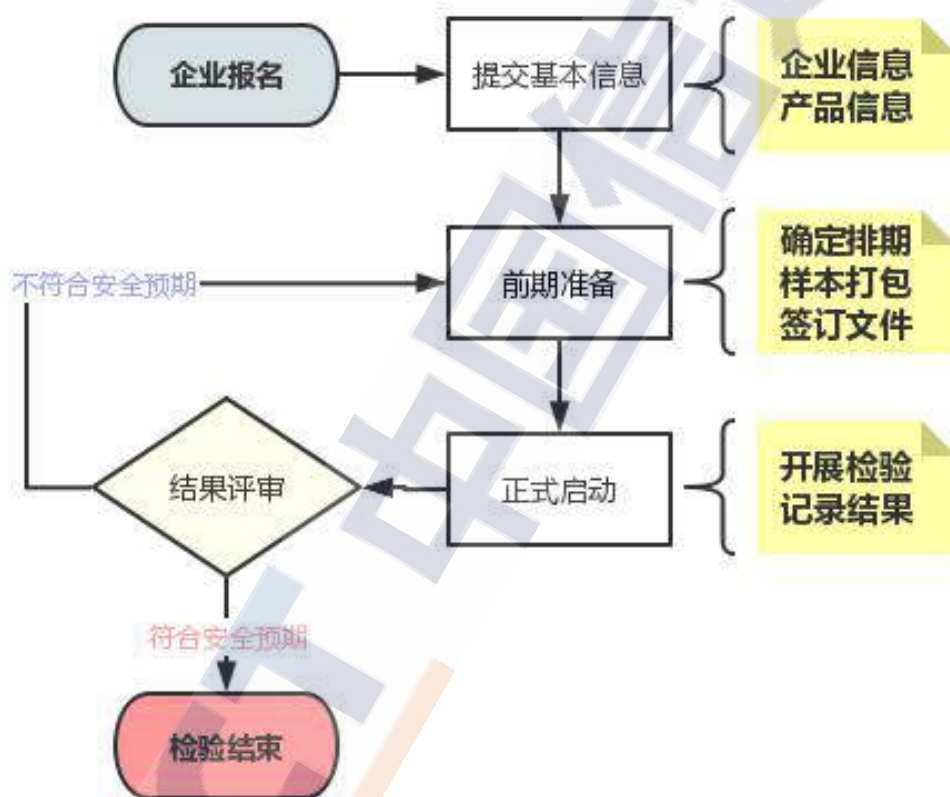 企业报名
提交基本信息
企业信息
产品信息
不符合安全预期
前期准备
确定排期
样本打包
签订文件
结果评审
正式启动
开展检验
记录结果
符合安全预期
检验结束
中国信